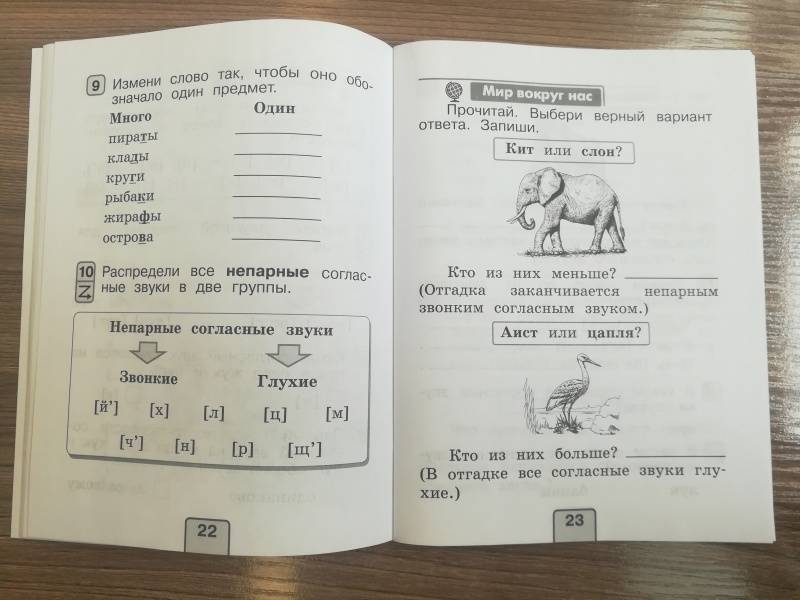 9 Измени слово так, чтобы оно обо-
значало один предмет.
Много Один
пираты
клады
круги
рыбаки
жирафы
острова
10 Распредели все непарные соглас-
ные звуки в две группы.
Непарные согласные звуки
Звонкие Глухие
[й’] [х] [л] [ц] [м]
[ч’] [н] [р] [щ’]
22
Мир вокруг нас
Прочитай. Выбери верный вариант
ответа. Запиши.
Кит или слон?
Кто из них меньше?
(Отгадка заканчивается непарным
звонким согласным звуком.)
Аист или цапля?
Кто из них больше?
(В отгадке все согласные звуки глу-
хие.)
23